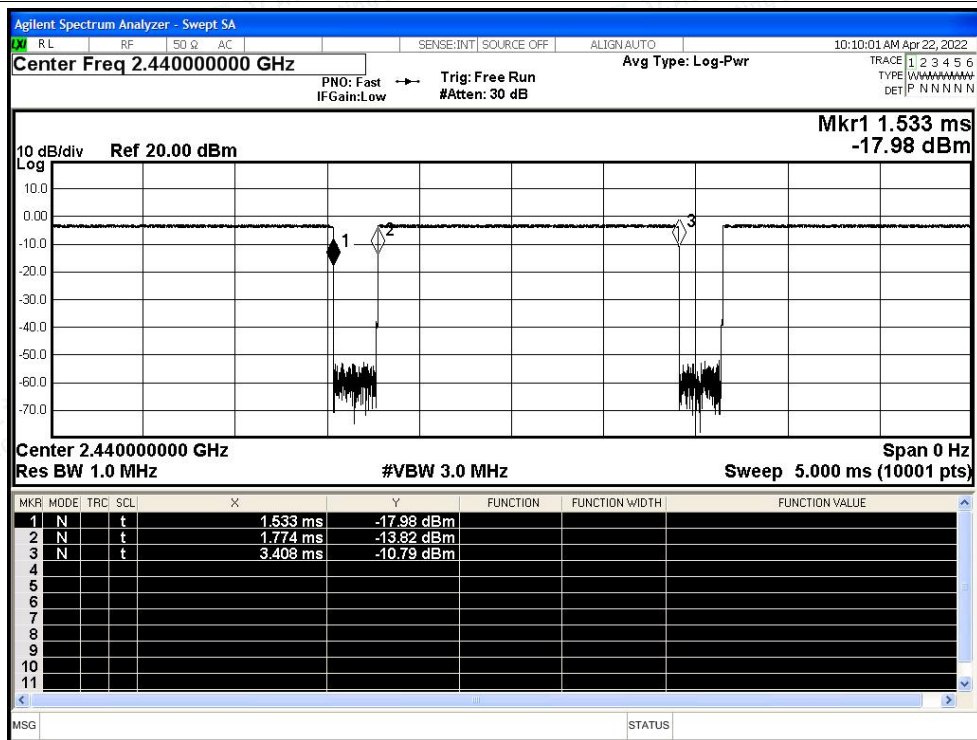 Agilent Spectrum Analyzer - Swept SA
LXI RL RF 50 Ω AC SENSE:INT SOURCE OFF ALIGN AUTO 10:10:01 AM Apr 22, 2022
Center Freq 2.440000000 GHz
PNO: Fast
IFGain:Low
Trig: Free Run
#Atten: 30 dB
Avg Type: Log-Pwr
TRACE 1 2 3 4 5 6
TYPE WWWWWW
DET P N N N N N
Mkr1 1.533 ms
-17.98 dBm
10 dB/div Ref 20.00 dBm
Log
10.0
0.00
-10.0
-20.0
-30.0
-40.0
-50.0
-60.0
-70.0
1
2
3
Center 2.440000000 GHz Span 0 Hz
Res BW 1.0 MHz #VBW 3.0 MHz Sweep 5.000 ms (10001 pts)
MKR MODE TRC SCL X Y FUNCTION FUNCTION WIDTH FUNCTION VALUE
1 N t 1.533 ms -17.98 dBm
2 N t 1.774 ms -13.82 dBm
3 N t 3.408 ms -10.79 dBm
4
5
6
7
8
9
10
11
MSG STATUS